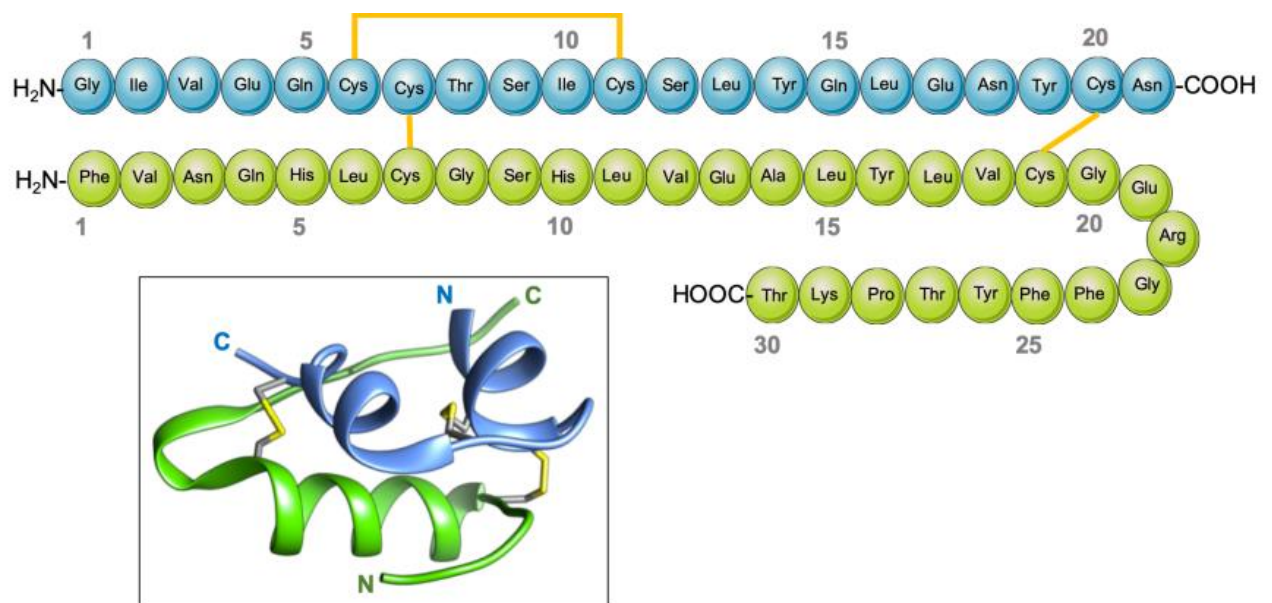 1 5 10 15 20
H₂N- Gly Ile Val Glu Gln Cys Cys Thr Ser Ile Cys Ser Leu Tyr Gln Leu Glu Asn Tyr Cys Asn -COOH
H₂N- Phe Val Asn Gln His Leu Cys Gly Ser His Leu Val Glu Ala Leu Tyr Leu Val Cys Gly Glu
1 5 10 15 20
Arg
HOOC- Thr Lys Pro Thr Tyr Phe Phe Gly
30 25
N C
C
N